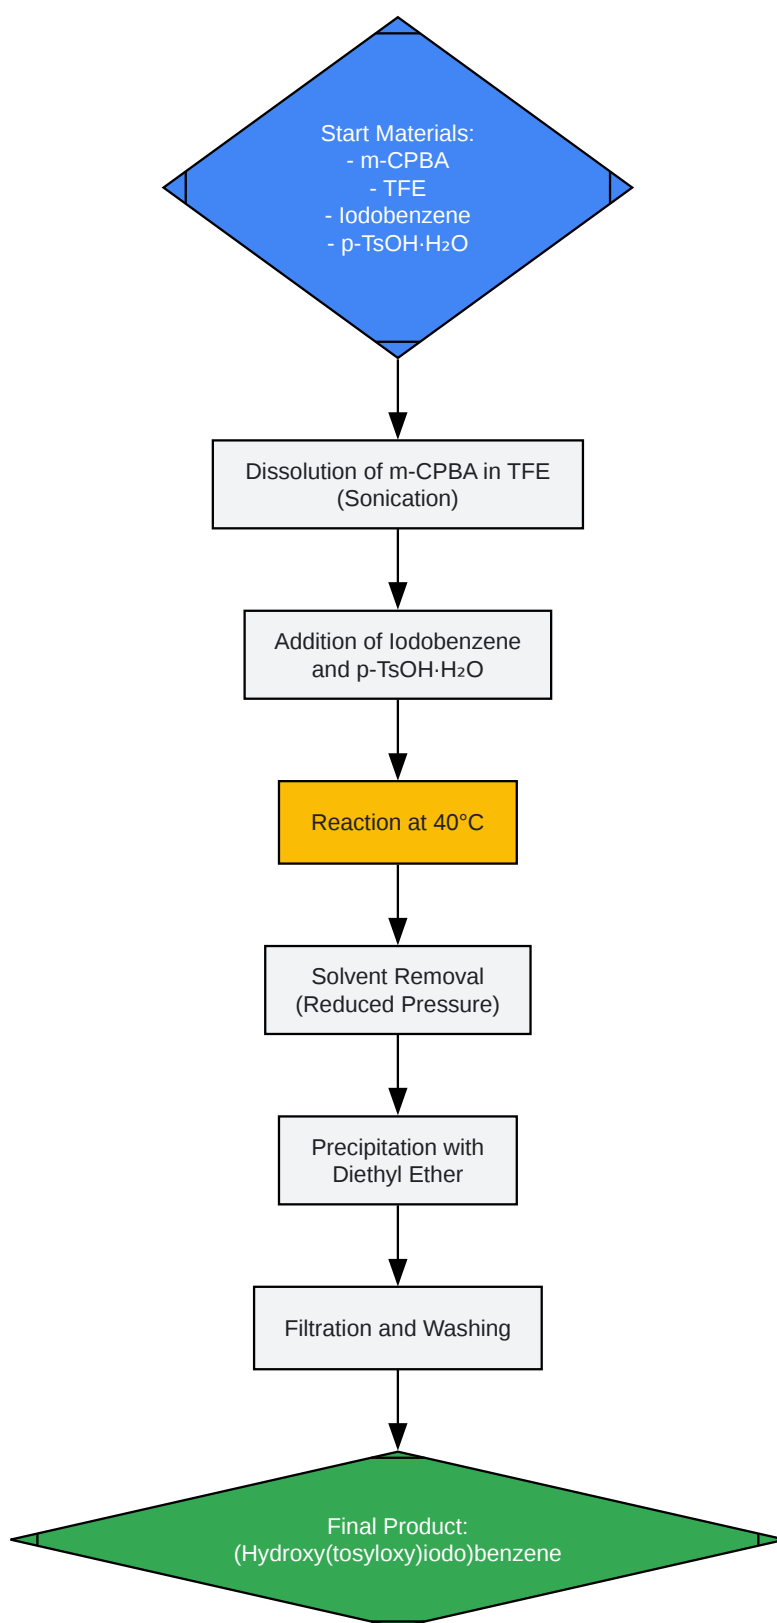 Start Materials:
- m-CPBA
- TFE
- Iodobenzene
- p-TsOH·H₂O
Dissolution of m-CPBA in TFE
(Sonication)
Addition of Iodobenzene
and p-TsOH·H₂O
Reaction at 40°C
Solvent Removal
(Reduced Pressure)
Precipitation with
Diethyl Ether
Filtration and Washing
Final Product:
(Hydroxy(tosyloxy)iodo)benzene